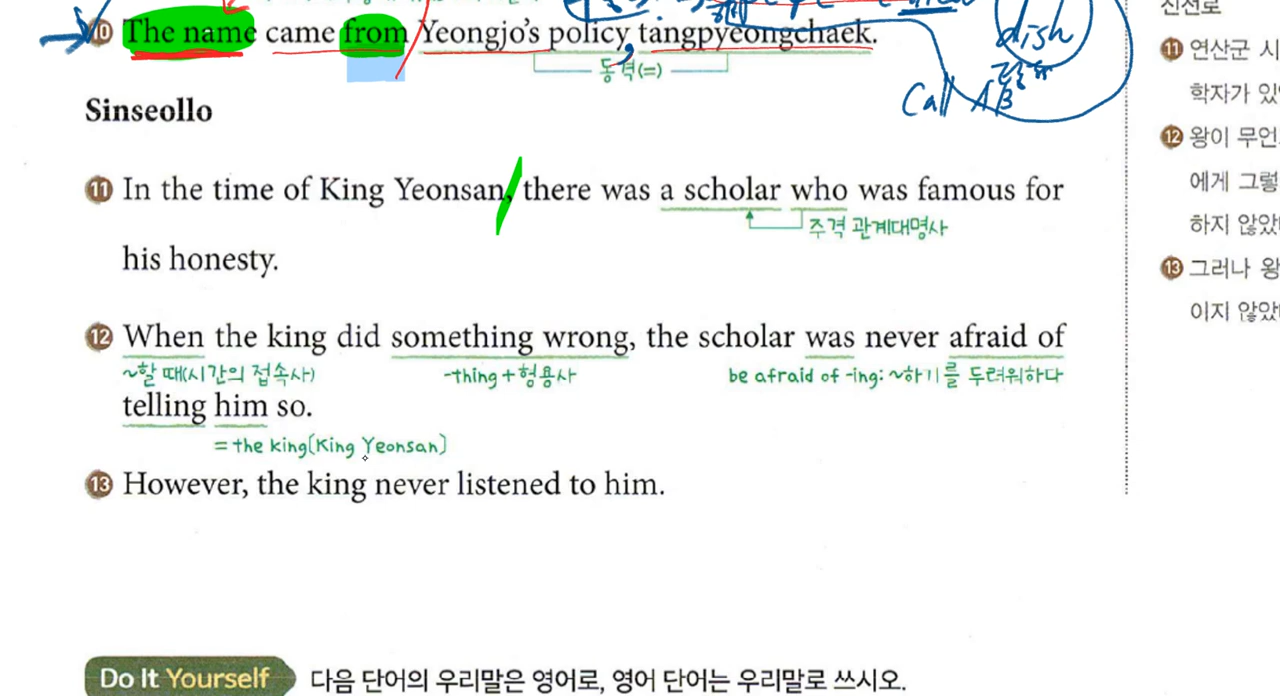 ⑩ The name came from Yeongjo's policy tangpyeongchaek.
동격(=)
dish
Call A B
Sinseollo
⑪ In the time of King Yeonsan, there was a scholar who was famous for
주격 관계대명사
his honesty.
⑫ When the king did something wrong, the scholar was never afraid of
~할 때(시간의 접속사) -thing+형용사 be afraid of -ing: ~하기를 두려워하다
telling him so.
= the king(King Yeonsan)
⑬ However, the king never listened to him.
Do It Yourself 다음 단어의 우리말은 영어로, 영어 단어는 우리말로 쓰시오.
신선로
⑪ 연산군 시
학자가 있
⑫ 왕이 무언
에게 그렇
하지 않았
⑬ 그러나 왕
이지 않았